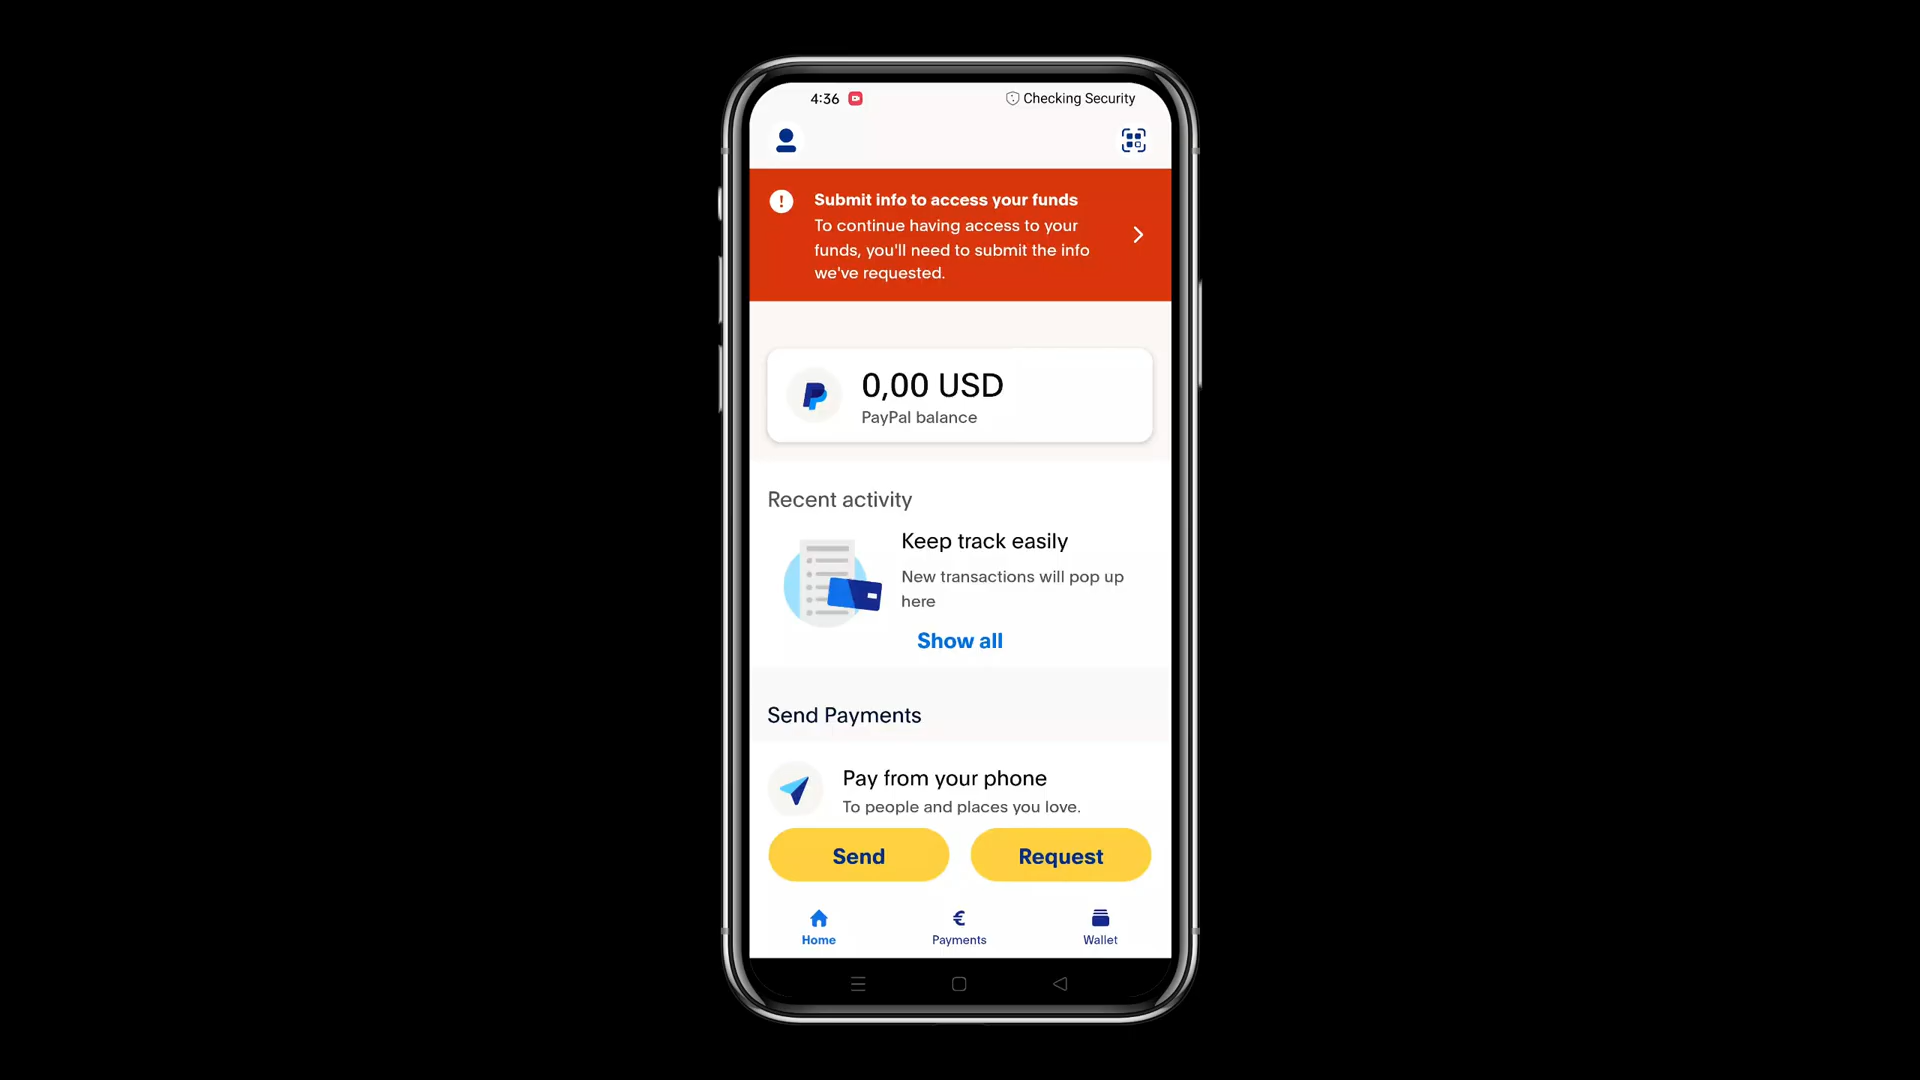 4:36
Checking Security
Submit info to access your funds
To continue having access to your
funds, you'll need to submit the info
we've requested.
0,00 USD
PayPal balance
Recent activity
Keep track easily
New transactions will pop up
here
Show all
Send Payments
Pay from your phone
To people and places you love.
Send
Request
Home
Payments
Wallet